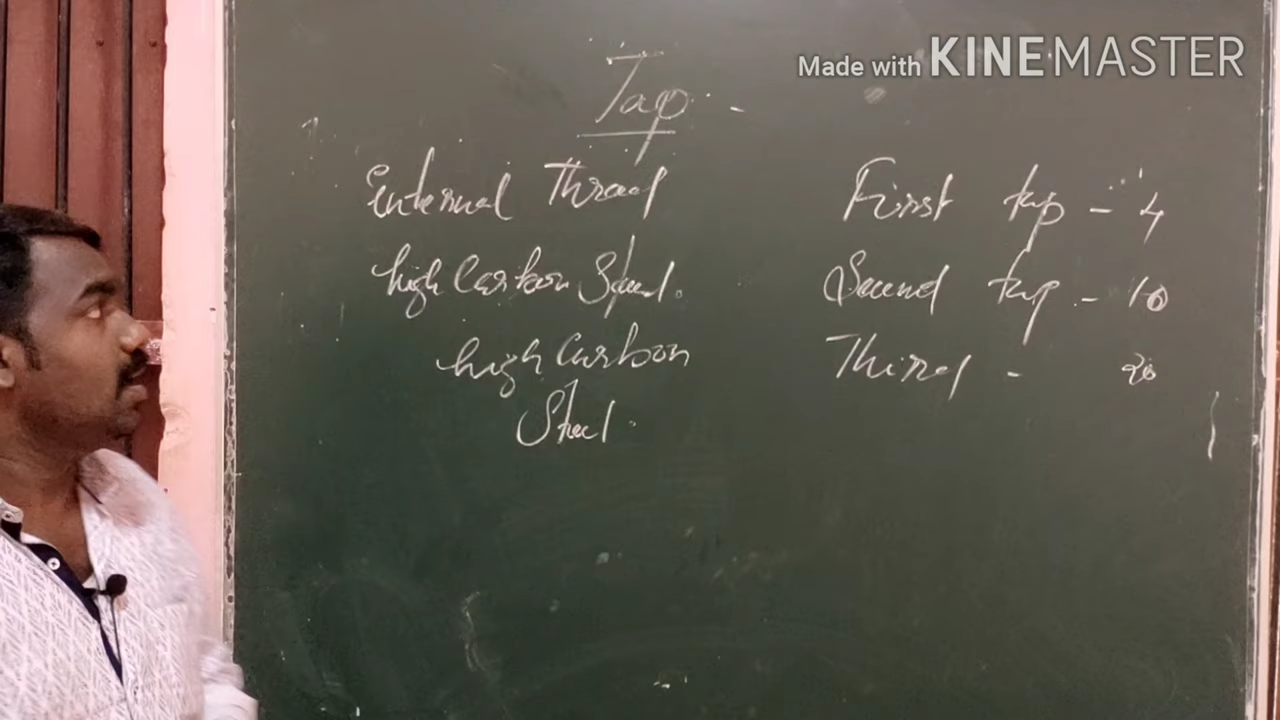 Made with KINEMASTER
Tap
Internal Thread
high Carbon Steel.
high Carbon
Steel.
First tap - 4
Second tap - 10
Third - 20